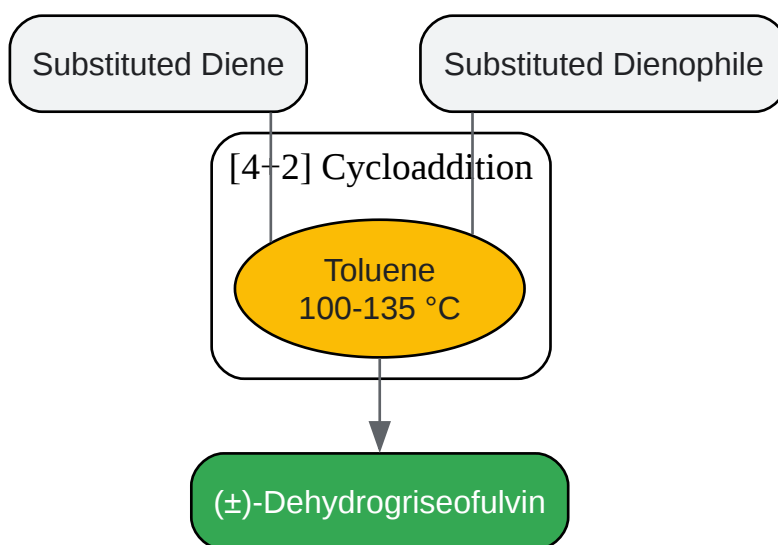 Substituted Diene
Substituted Dienophile
[4+2] Cycloaddition
Toluene
100-135 °C
(±)-Dehydrogriseofulvin